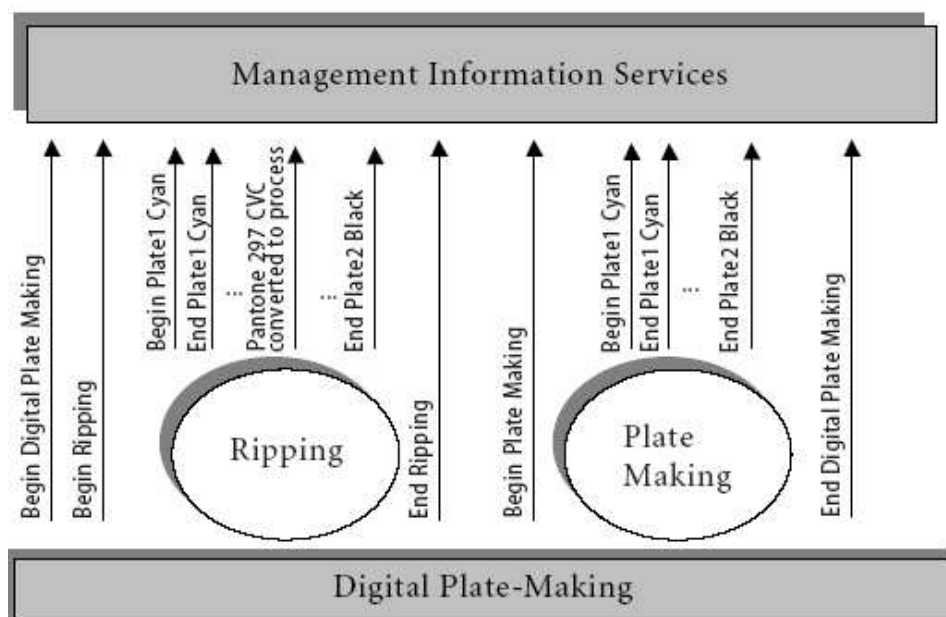 Management Information Services
Begin Digital Plate Making
Begin Ripping
Begin Plate1 Cyan
End Plate1 Cyan
...
Pantone 297 CVC
converted to process
...
End Plate2 Black
End Ripping
Begin Plate Making
Begin Plate1 Cyan
End Plate1 Cyan
...
End Plate2 Black
End Digital Plate Making
Ripping
Plate
Making
Digital Plate-Making